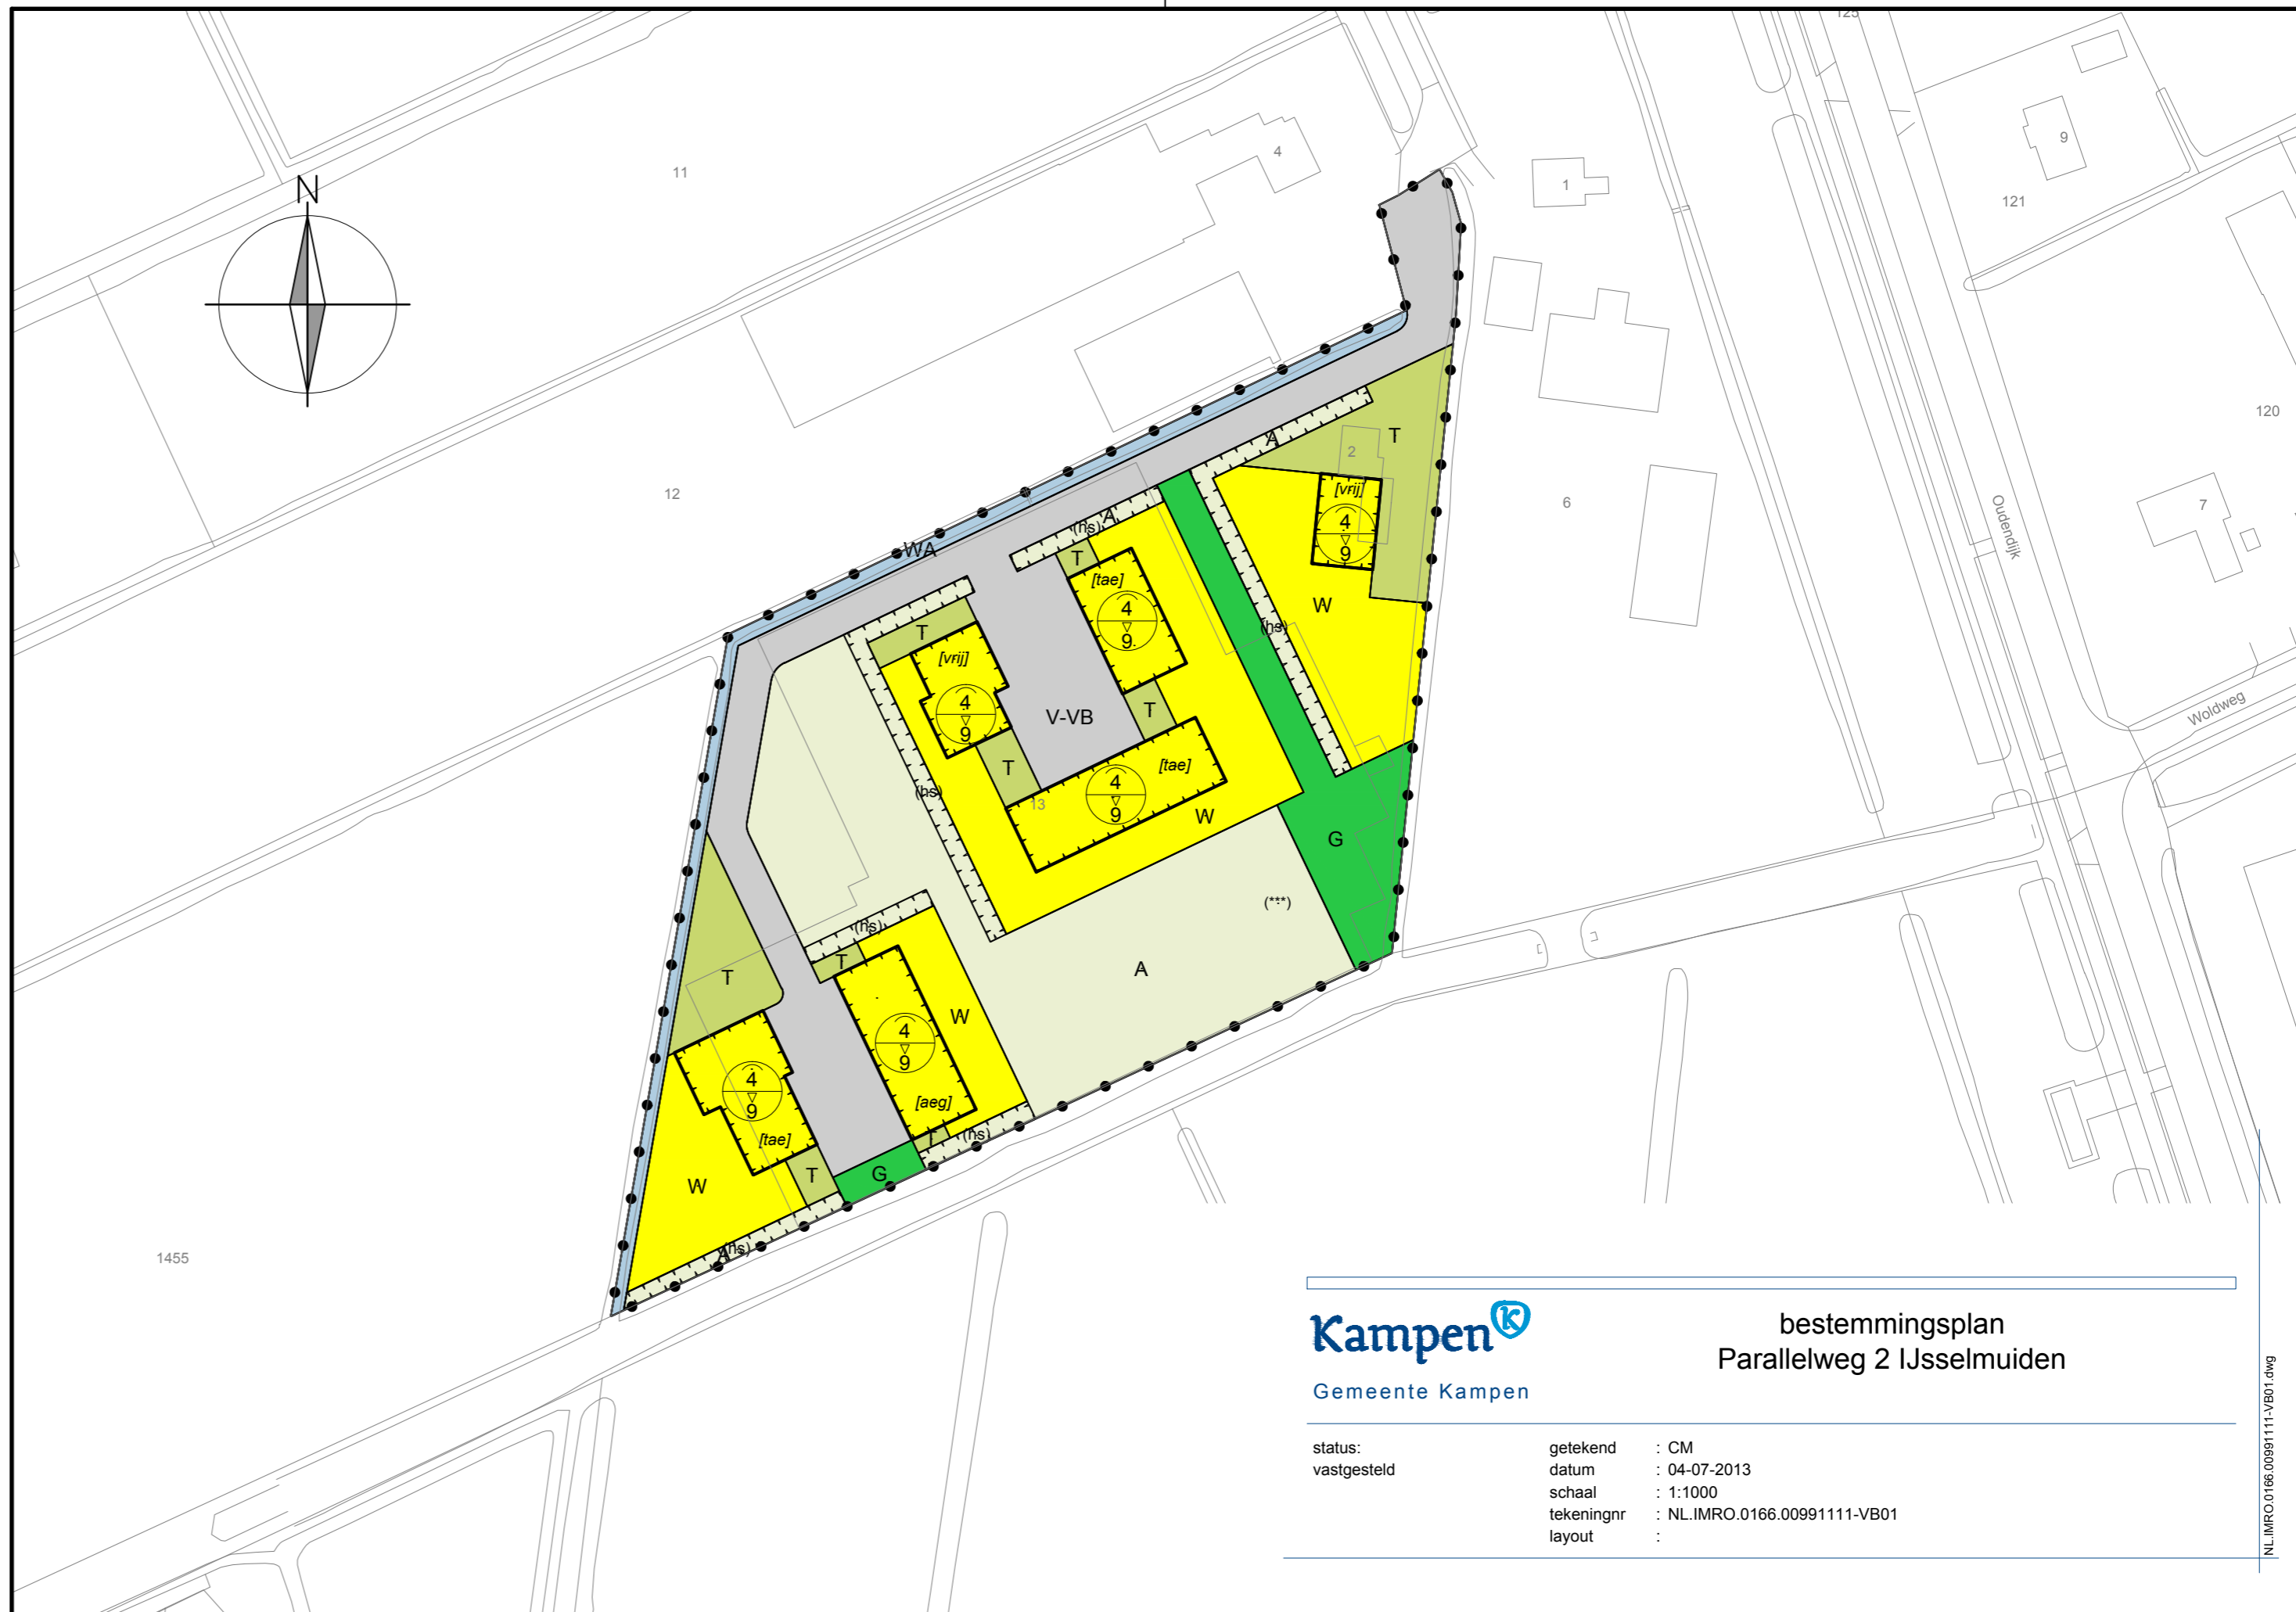 125
N
11
4
9
1
121
12
2
T
A
6
120
7
Oudendijk
[vrij]
4
9
A
(hs)
WA
T
[tae]
4
9
W
(hs)
T
[vrij]
4
9
V-VB
T
Woldweg
T
[tae]
4
9
(hs)
13
W
G
(***)
(hs)
T
T
A
W
4
9
[aeg]
4
9
[tae]
T
(hs)
T
G
W
(hs)
A
1455
Kampen
K
Gemeente Kampen
bestemmingsplan
Parallelweg 2 IJsselmuiden
status:
vastgesteld
getekend : CM
datum : 04-07-2013
schaal : 1:1000
tekeningnr : NL.IMRO.0166.00991111-VB01
layout :
NL.IMRO.0166.00991111-VB01.dwg